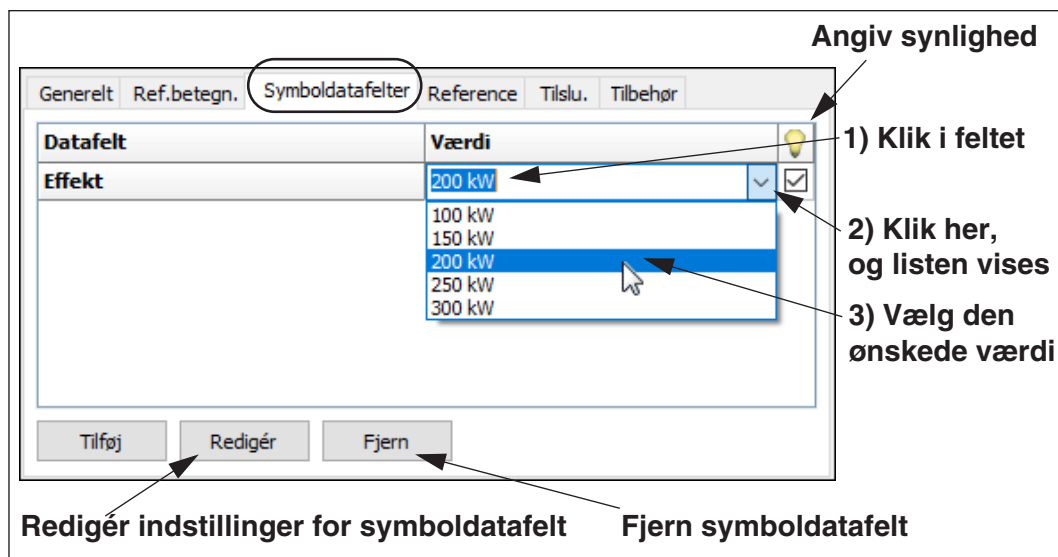 Angiv synlighed
Generelt Ref.betegn. Symboldatafelter Reference Tilslu. Tilbehør
Datafelt Værdi
1) Klik i feltet
Effekt 200 kW
100 kW
150 kW
200 kW
250 kW
300 kW
2) Klik her,
og listen vises
3) Vælg den
ønskede værdi
Tilføj Redigér Fjern
Redigér indstillinger for symboldatafelt Fjern symboldatafelt